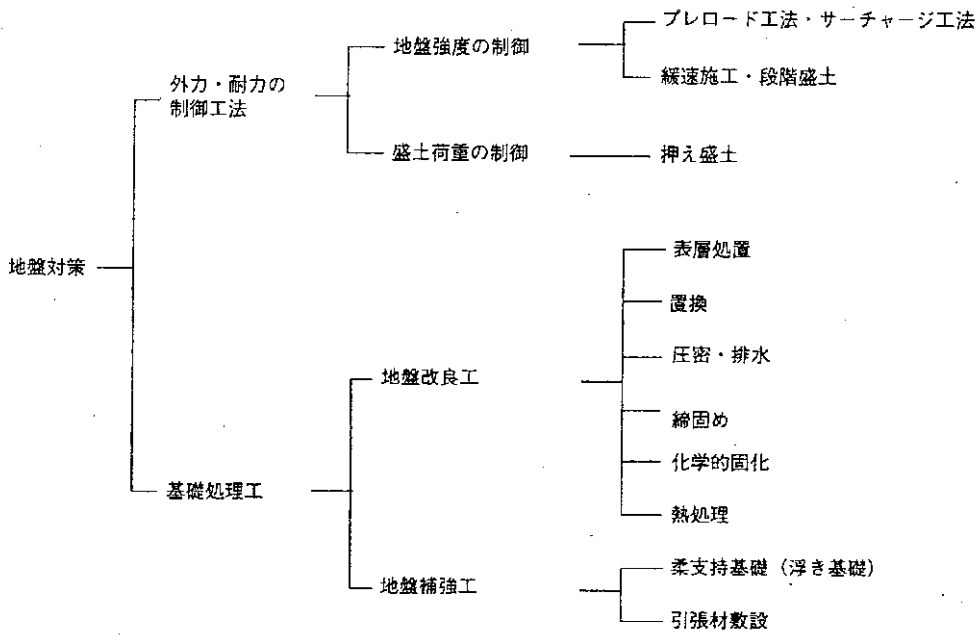 地盤対策
外力・耐力の
制御工法
地盤強度の制御
プレロード工法・サーチャージ工法
緩速施工・段階盛土
盛土荷重の制御
押え盛土
基礎処理工
地盤改良工
表層処置
置換
圧密・排水
締固め
化学的固化
熱処理
地盤補強工
柔支持基礎（浮き基礎）
引張材敷設